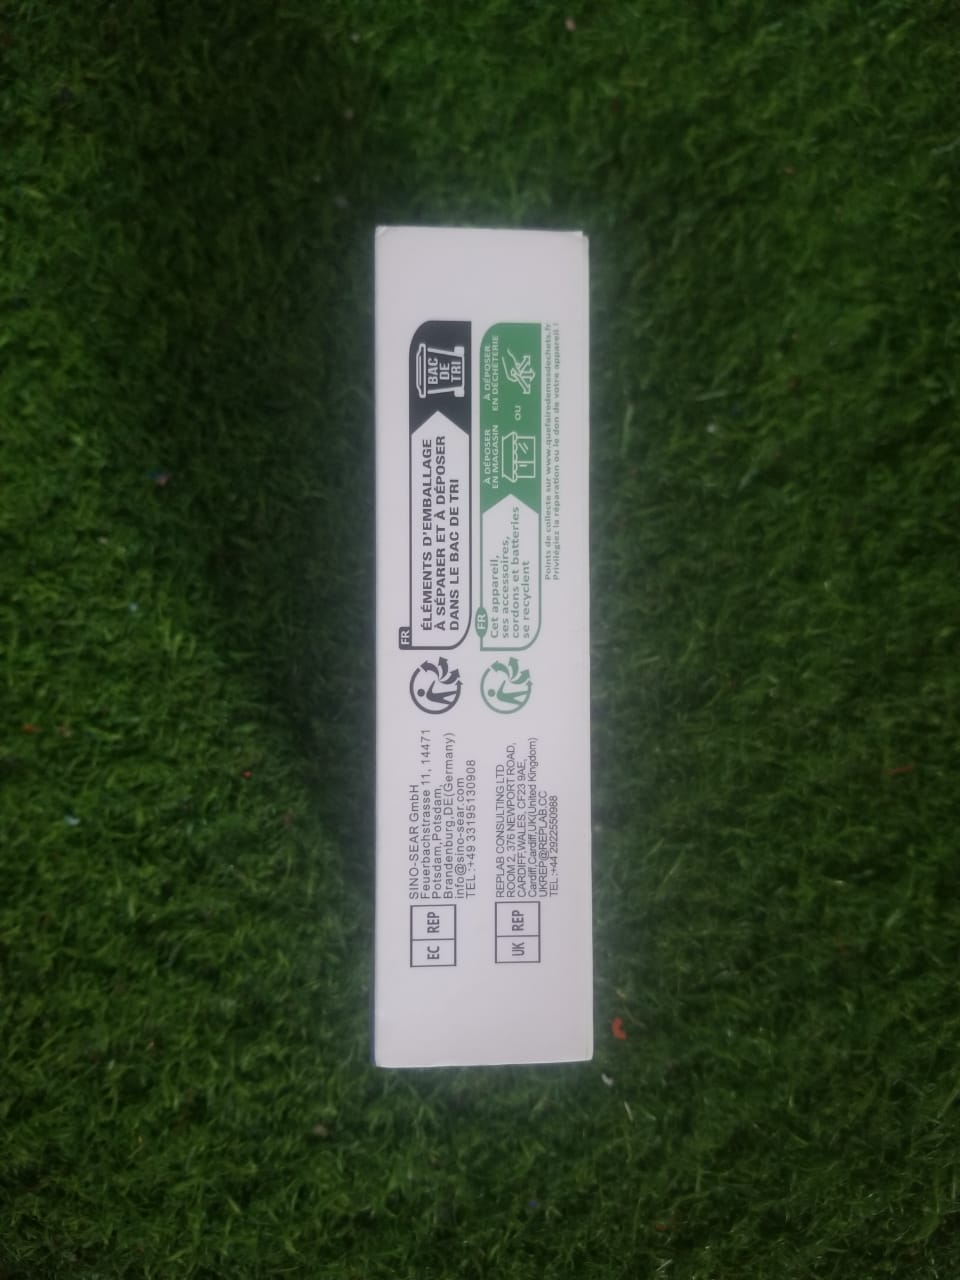 EC REP
SINO-SEAR GmbH
Feuerbachstrasse 11, 14471
Potsdam,Potsdam,
Brandenburg,DE(Germany)
info@sino-sear.com
TEL:+49 33195130908
UK REP
REPLAB CONSULTING LTD
ROOM 2, 376 NEWPORT ROAD,
CARDIFF,WALES, CF23 9AE,
Cardiff,Cardiff,UK(United Kingdom)
UKREP@REPLAB.CC
TEL:+44 2922550988
FR
ÉLÉMENTS D'EMBALLAGE
À SÉPARER ET À DÉPOSER
DANS LE BAC DE TRI
BAC
DE
TRI
FR
Cet appareil,
ses accessoires,
cordons et batteries
se recyclent
À DÉPOSER
EN MAGASIN
OU
À DÉPOSER
EN DÉCHÈTERIE
Points de collecte sur www.quefairedemesdechets.fr
Privilégiez la réparation ou le don de votre appareil !